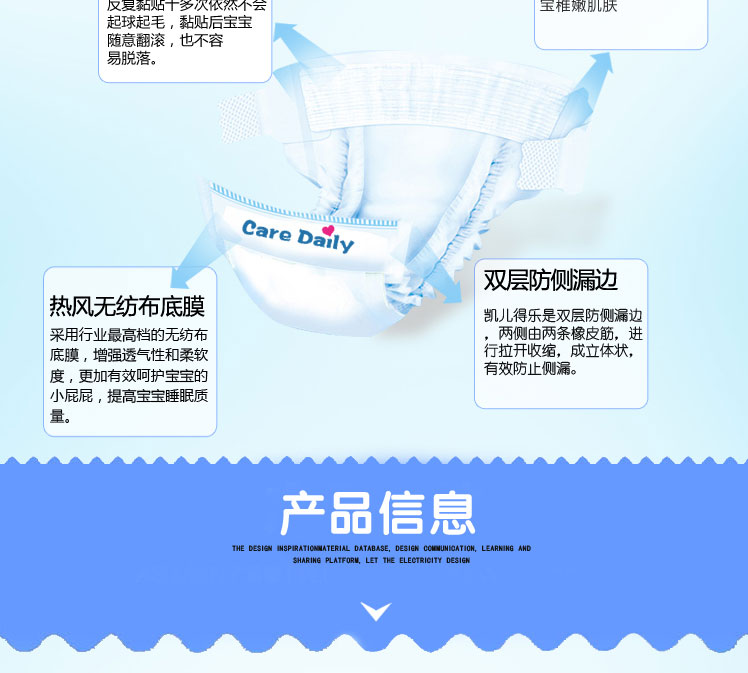 反复黏贴十多次依然不会
起球起毛，黏贴后宝宝
随意翻滚，也不容
易脱落。
宝稚嫩肌肤
Care Daily
热风无纺布底膜
采用行业最高档的无纺布
底膜，增强透气性和柔软
度，更加有效呵护宝宝的
小屁屁，提高宝宝睡眠质
量。
双层防侧漏边
凯儿得乐是双层防侧漏边
，两侧由两条橡皮筋，进
行拉开收缩，成立体状，
有效防止侧漏。
产品信息
THE DESIGN INSPIRATIONMATERIAL DATABASE, DESIGN COMMUNICATION, LEARNING AND
SHARING PLATFORM, LET THE ELECTRICITY DESIGN